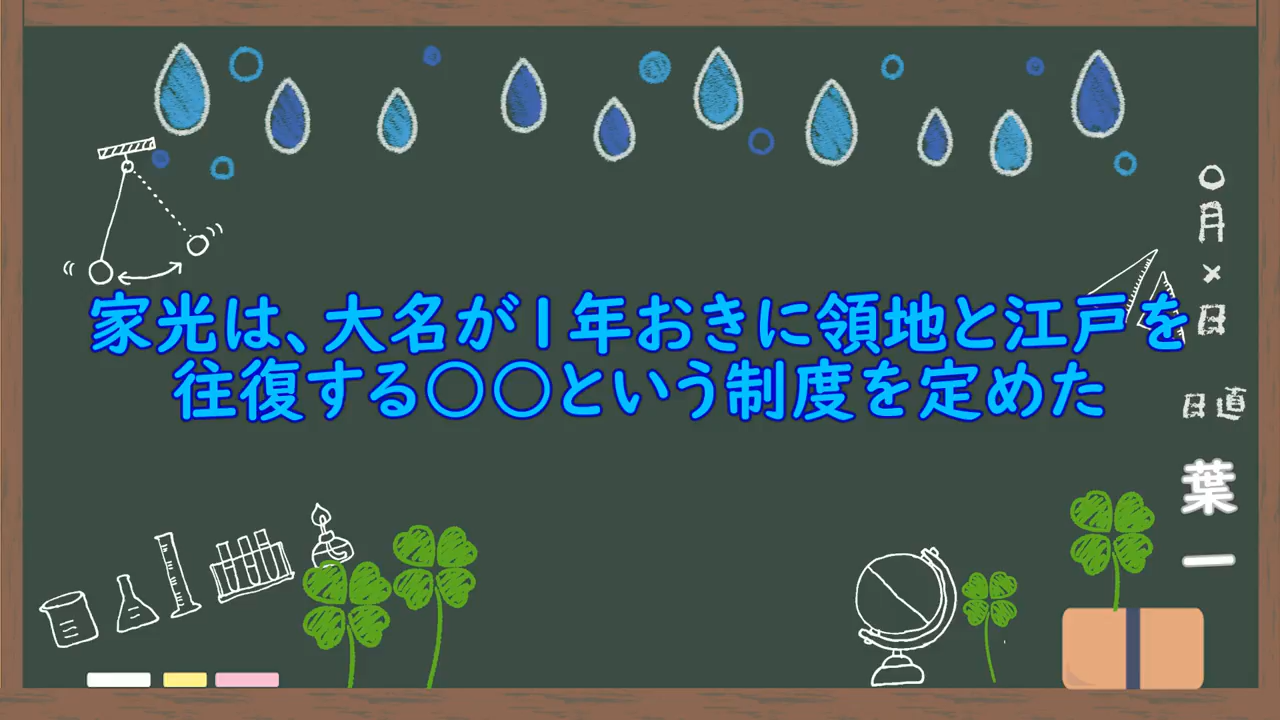 家光は、大名が1年おきに領地と江戸を
往復する○○という制度を定めた
○月×日
日直
葉一